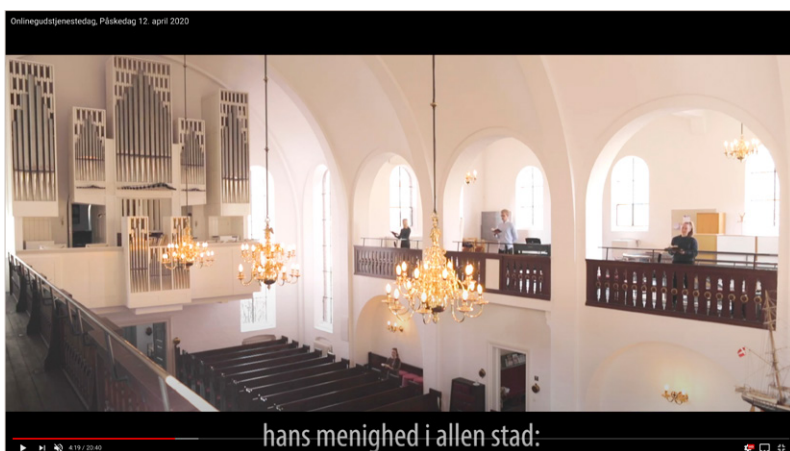 Onlinegudstjenestedag, Påskedag 12. april 2020
hans menighed i allen stad:
4:19 / 20:40